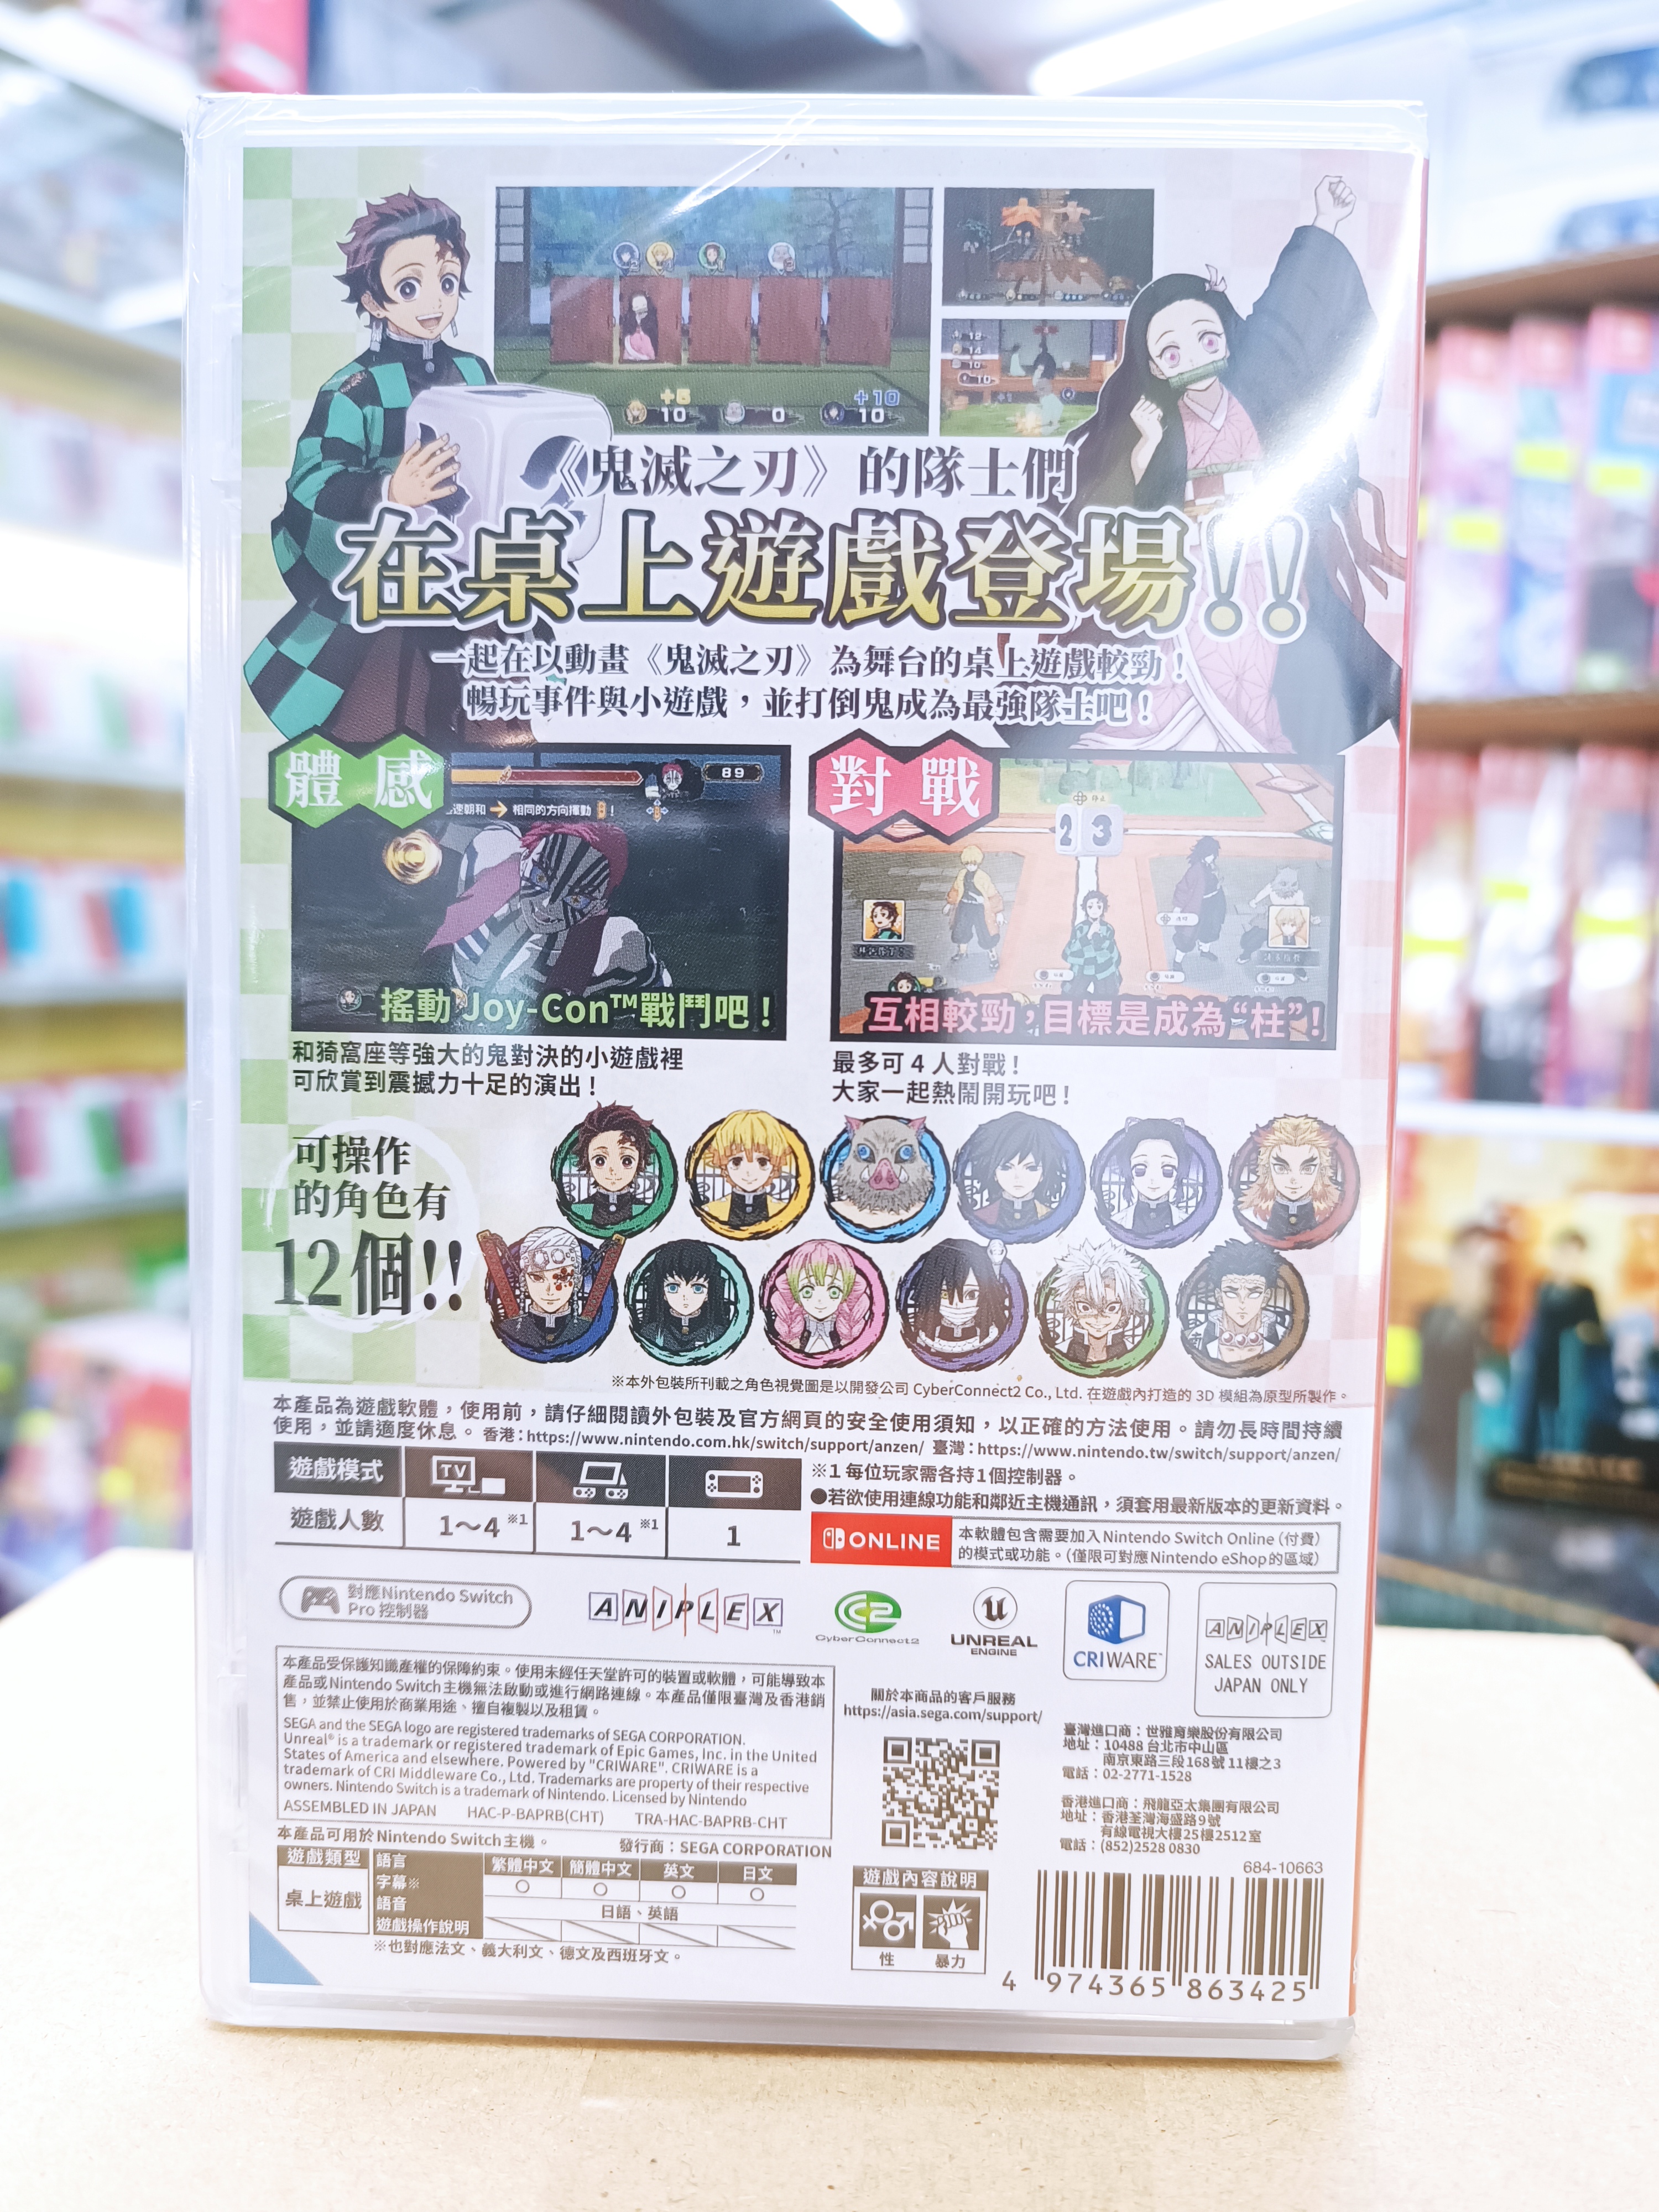 +5
10
0
+10
10
12
14
10
10
《鬼滅之刃》的隊士們
在桌上遊戲登場!!
一起在以動畫《鬼滅之刃》為舞台的桌上遊戲較勁！
暢玩事件與小遊戲，並打倒鬼成為最強隊士吧！
體感
89
速朝和➔相同的方向揮動
搖動 Joy-Con™戰鬥吧！
和猗窩座等強大的鬼對決的小遊戲裡
可欣賞到震撼力十足的演出！
對戰
23
互相較勁，目標是成為“柱”！
最多可 4 人對戰！
大家一起熱鬧開玩吧！
可操作
的角色有
12個!!
※本外包裝所刊載之角色視覺圖是以開發公司 CyberConnect2 Co., Ltd. 在遊戲內打造的 3D 模組為原型所製作。
本產品為遊戲軟體，使用前，請仔細閱讀外包裝及官方網頁的安全使用須知，以正確的方法使用。請勿長時間持續
使用，並請適度休息。 香港：https://www.nintendo.com.hk/switch/support/anzen/ 臺灣：https://www.nintendo.tw/switch/support/anzen/
遊戲模式 TV
遊戲人數 1～4 ※1 1～4 ※1 1
※1 每位玩家需各持1個控制器。
●若欲使用連線功能和鄰近主機通訊，須套用最新版本的更新資料。
ONLINE
本軟體包含需要加入Nintendo Switch Online（付費）
的模式或功能。（僅限可對應Nintendo eShop的區域）
對應Nintendo Switch
Pro 控制器
ANIPLEX™
C2
CyberConnect2
UNREAL
ENGINE
CRIWARE™
ANIPLEX
SALES OUTSIDE
JAPAN ONLY
本產品受保護知識產權的保障約束。使用未經任天堂許可的裝置或軟體，可能導致本
產品或Nintendo Switch主機無法啟動或進行網路連線。本產品僅限臺灣及香港銷
售，並禁止使用於商業用途、擅自複製以及租賃。
SEGA and the SEGA logo are registered trademarks of SEGA CORPORATION.
Unreal® is a trademark or registered trademark of Epic Games, Inc. in the United
States of America and elsewhere. Powered by "CRIWARE". CRIWARE is a
trademark of CRI Middleware Co., Ltd. Trademarks are property of their respective
owners. Nintendo Switch is a trademark of Nintendo. Licensed by Nintendo
ASSEMBLED IN JAPAN HAC-P-BAPRB(CHT) TRA-HAC-BAPRB-CHT
本產品可用於Nintendo Switch主機。 發行商：SEGA CORPORATION
遊戲類型
桌上遊戲
語言 繁體中文 簡體中文 英文 日文
字幕※ ○ ○ ○ ○
語音 日語、英語
遊戲操作說明
※也對應法文、義大利文、德文及西班牙文。
關於本商品的客戶服務
https://asia.sega.com/support/
臺灣進口商：世雅育樂股份有限公司
地址：10488 台北市中山區
南京東路三段168號11樓之3
電話：02-2771-1528
香港進口商：飛龍亞太集團有限公司
地址：香港荃灣海盛路9號
有線電視大樓25樓2512室
電話：(852)2528 0830
遊戲內容說明
性
暴力
684-10663
4 974365 863425